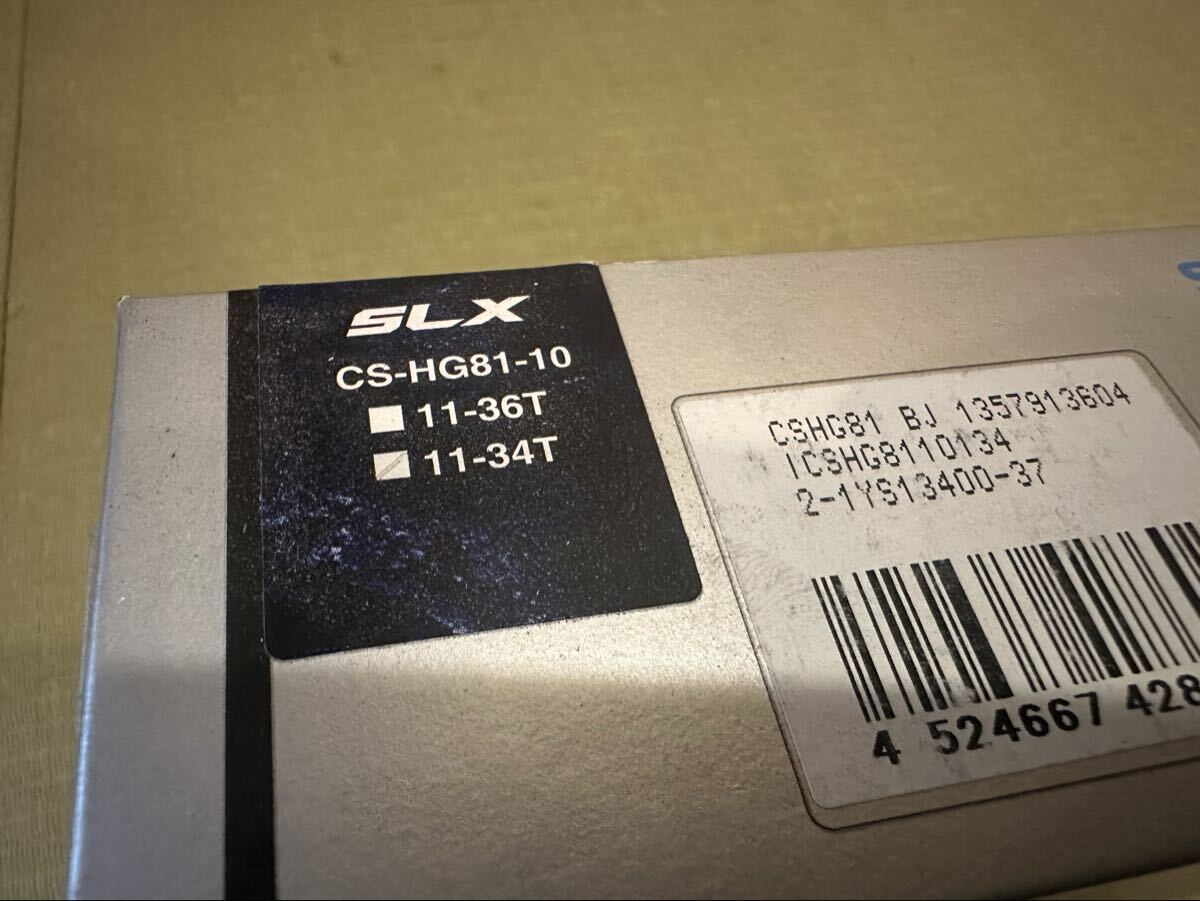 SLX
CS-HG81-10
11-36T
11-34T
CSHG81 BJ 1357913604
ICSHG8110134
2-1YS13400-37
4 524667 428